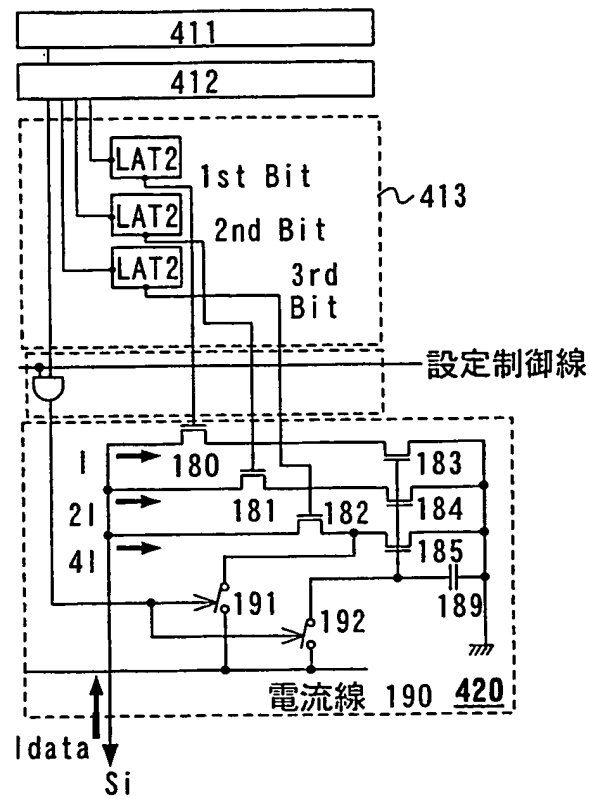 411
412
LAT2
1st Bit
LAT2
2nd Bit
LAT2
3rd
Bit
413
設定制御線
I
180
183
2I
181
182
184
4I
185
191
192
189
電流線 190 420
Idata
Si